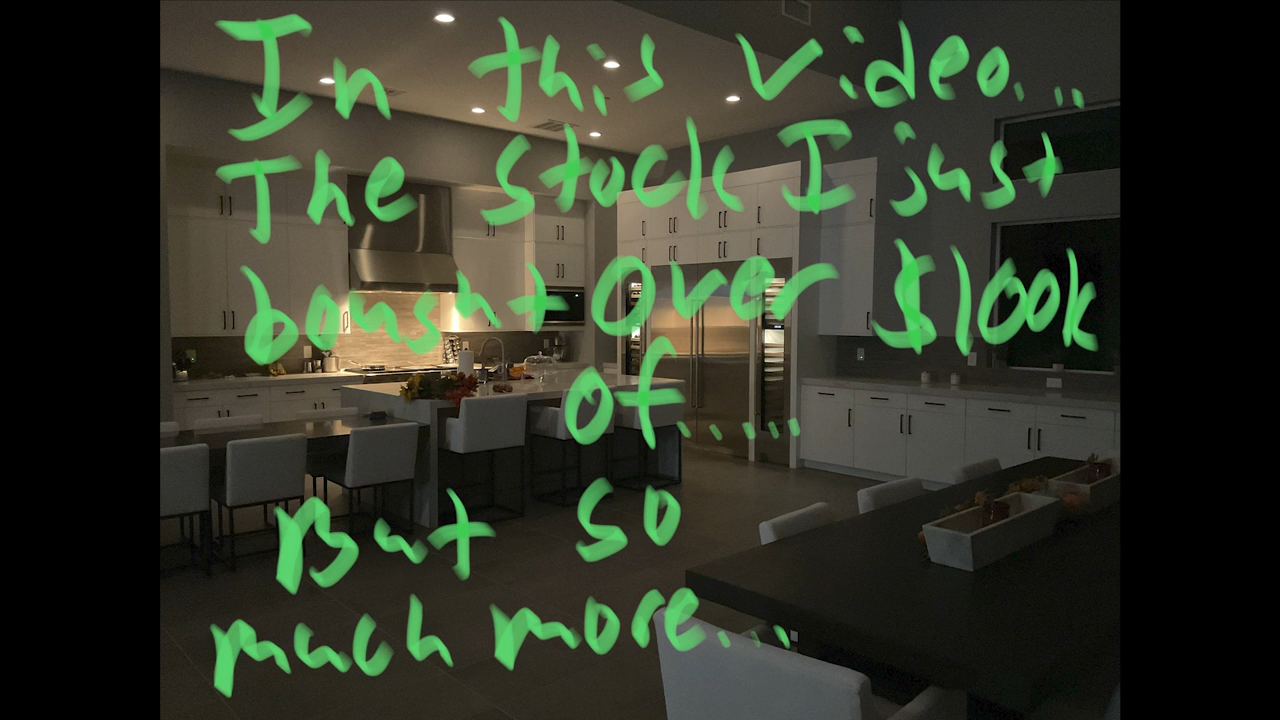 In this video....
The Stock I just
bought over $100k
of.....
But so
much more...